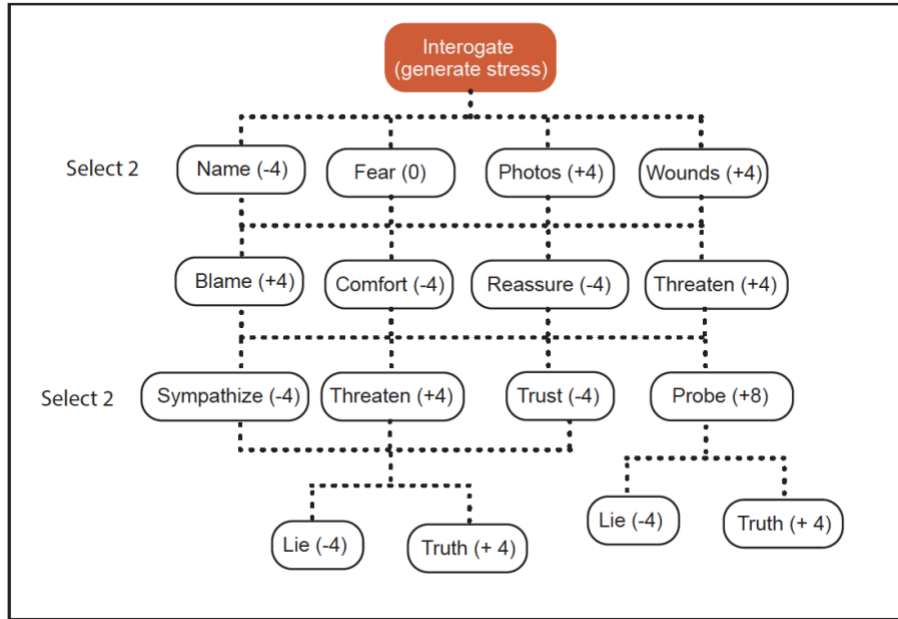 Interogate
(generate stress)
Select 2
Name (-4)
Fear (0)
Photos (+4)
Wounds (+4)
Blame (+4)
Comfort (-4)
Reassure (-4)
Threaten (+4)
Select 2
Sympathize (-4)
Threaten (+4)
Trust (-4)
Probe (+8)
Lie (-4)
Truth (+ 4)
Lie (-4)
Truth (+ 4)